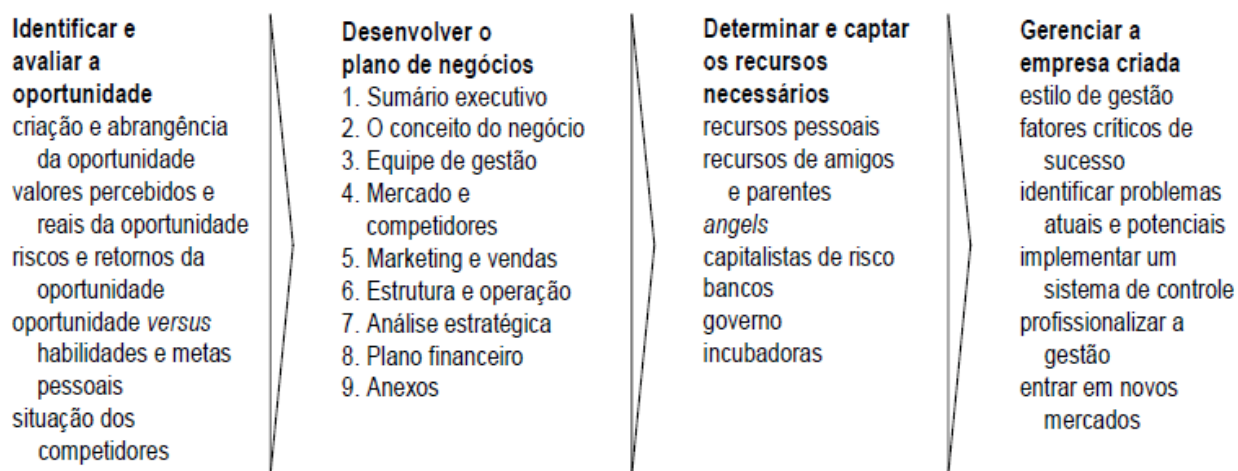 Identificar e
avaliar a
oportunidade
criação e abrangência
da oportunidade
valores percebidos e
reais da oportunidade
riscos e retornos da
oportunidade
oportunidade versus
habilidades e metas
pessoais
situação dos
competidores
Desenvolver o
plano de negócios
1. Sumário executivo
2. O conceito do negócio
3. Equipe de gestão
4. Mercado e
competidores
5. Marketing e vendas
6. Estrutura e operação
7. Análise estratégica
8. Plano financeiro
9. Anexos
Determinar e captar
os recursos
necessários
recursos pessoais
recursos de amigos
e parentes
angels
capitalistas de risco
bancos
governo
incubadoras
Gerenciar a
empresa criada
estilo de gestão
fatores críticos de
sucesso
identificar problemas
atuais e potenciais
implementar um
sistema de controle
profissionalizar a
gestão
entrar em novos
mercados